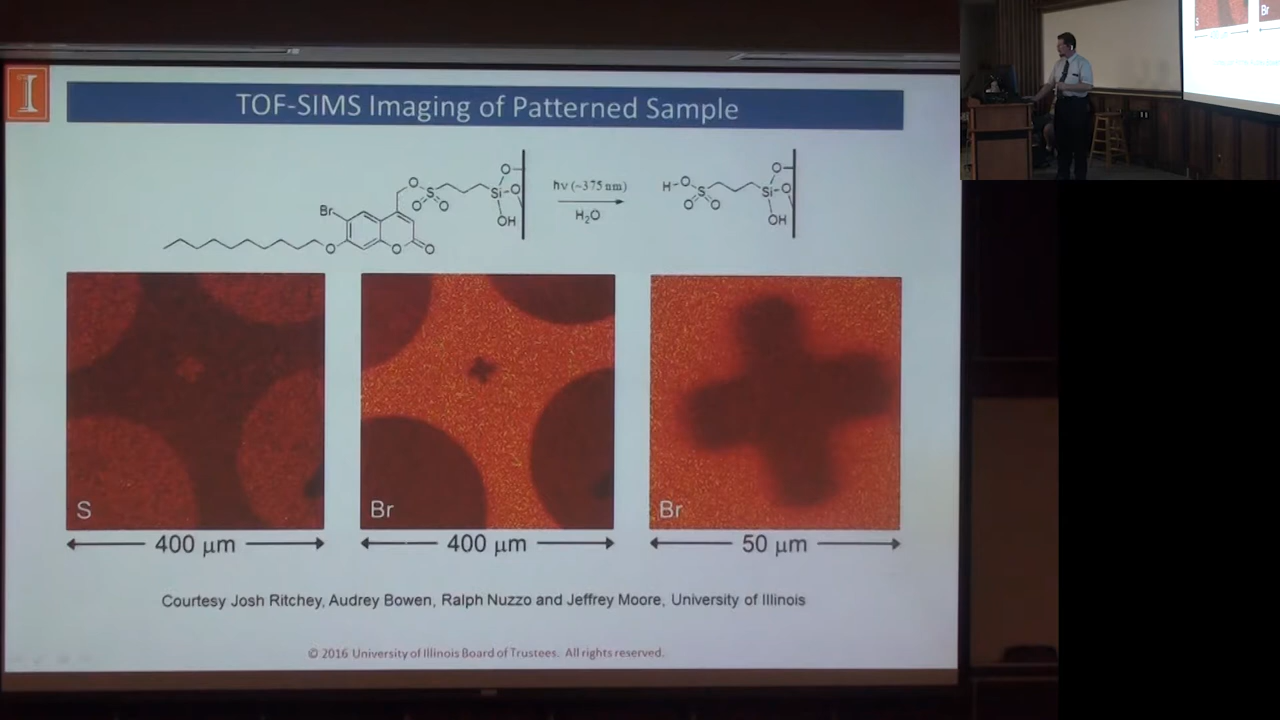 I
TOF-SIMS Imaging of Patterned Sample
Br
O
O
O
O
S
O
O
Si
O
O
OH
hν (~375 nm)
H₂O
H-O
S
O
O
Si
O
O
OH
S
Br
Br
400 μm
400 μm
50 μm
Courtesy Josh Ritchey, Audrey Bowen, Ralph Nuzzo and Jeffrey Moore, University of Illinois
© 2016 University of Illinois Board of Trustees. All rights reserved.
S
Br